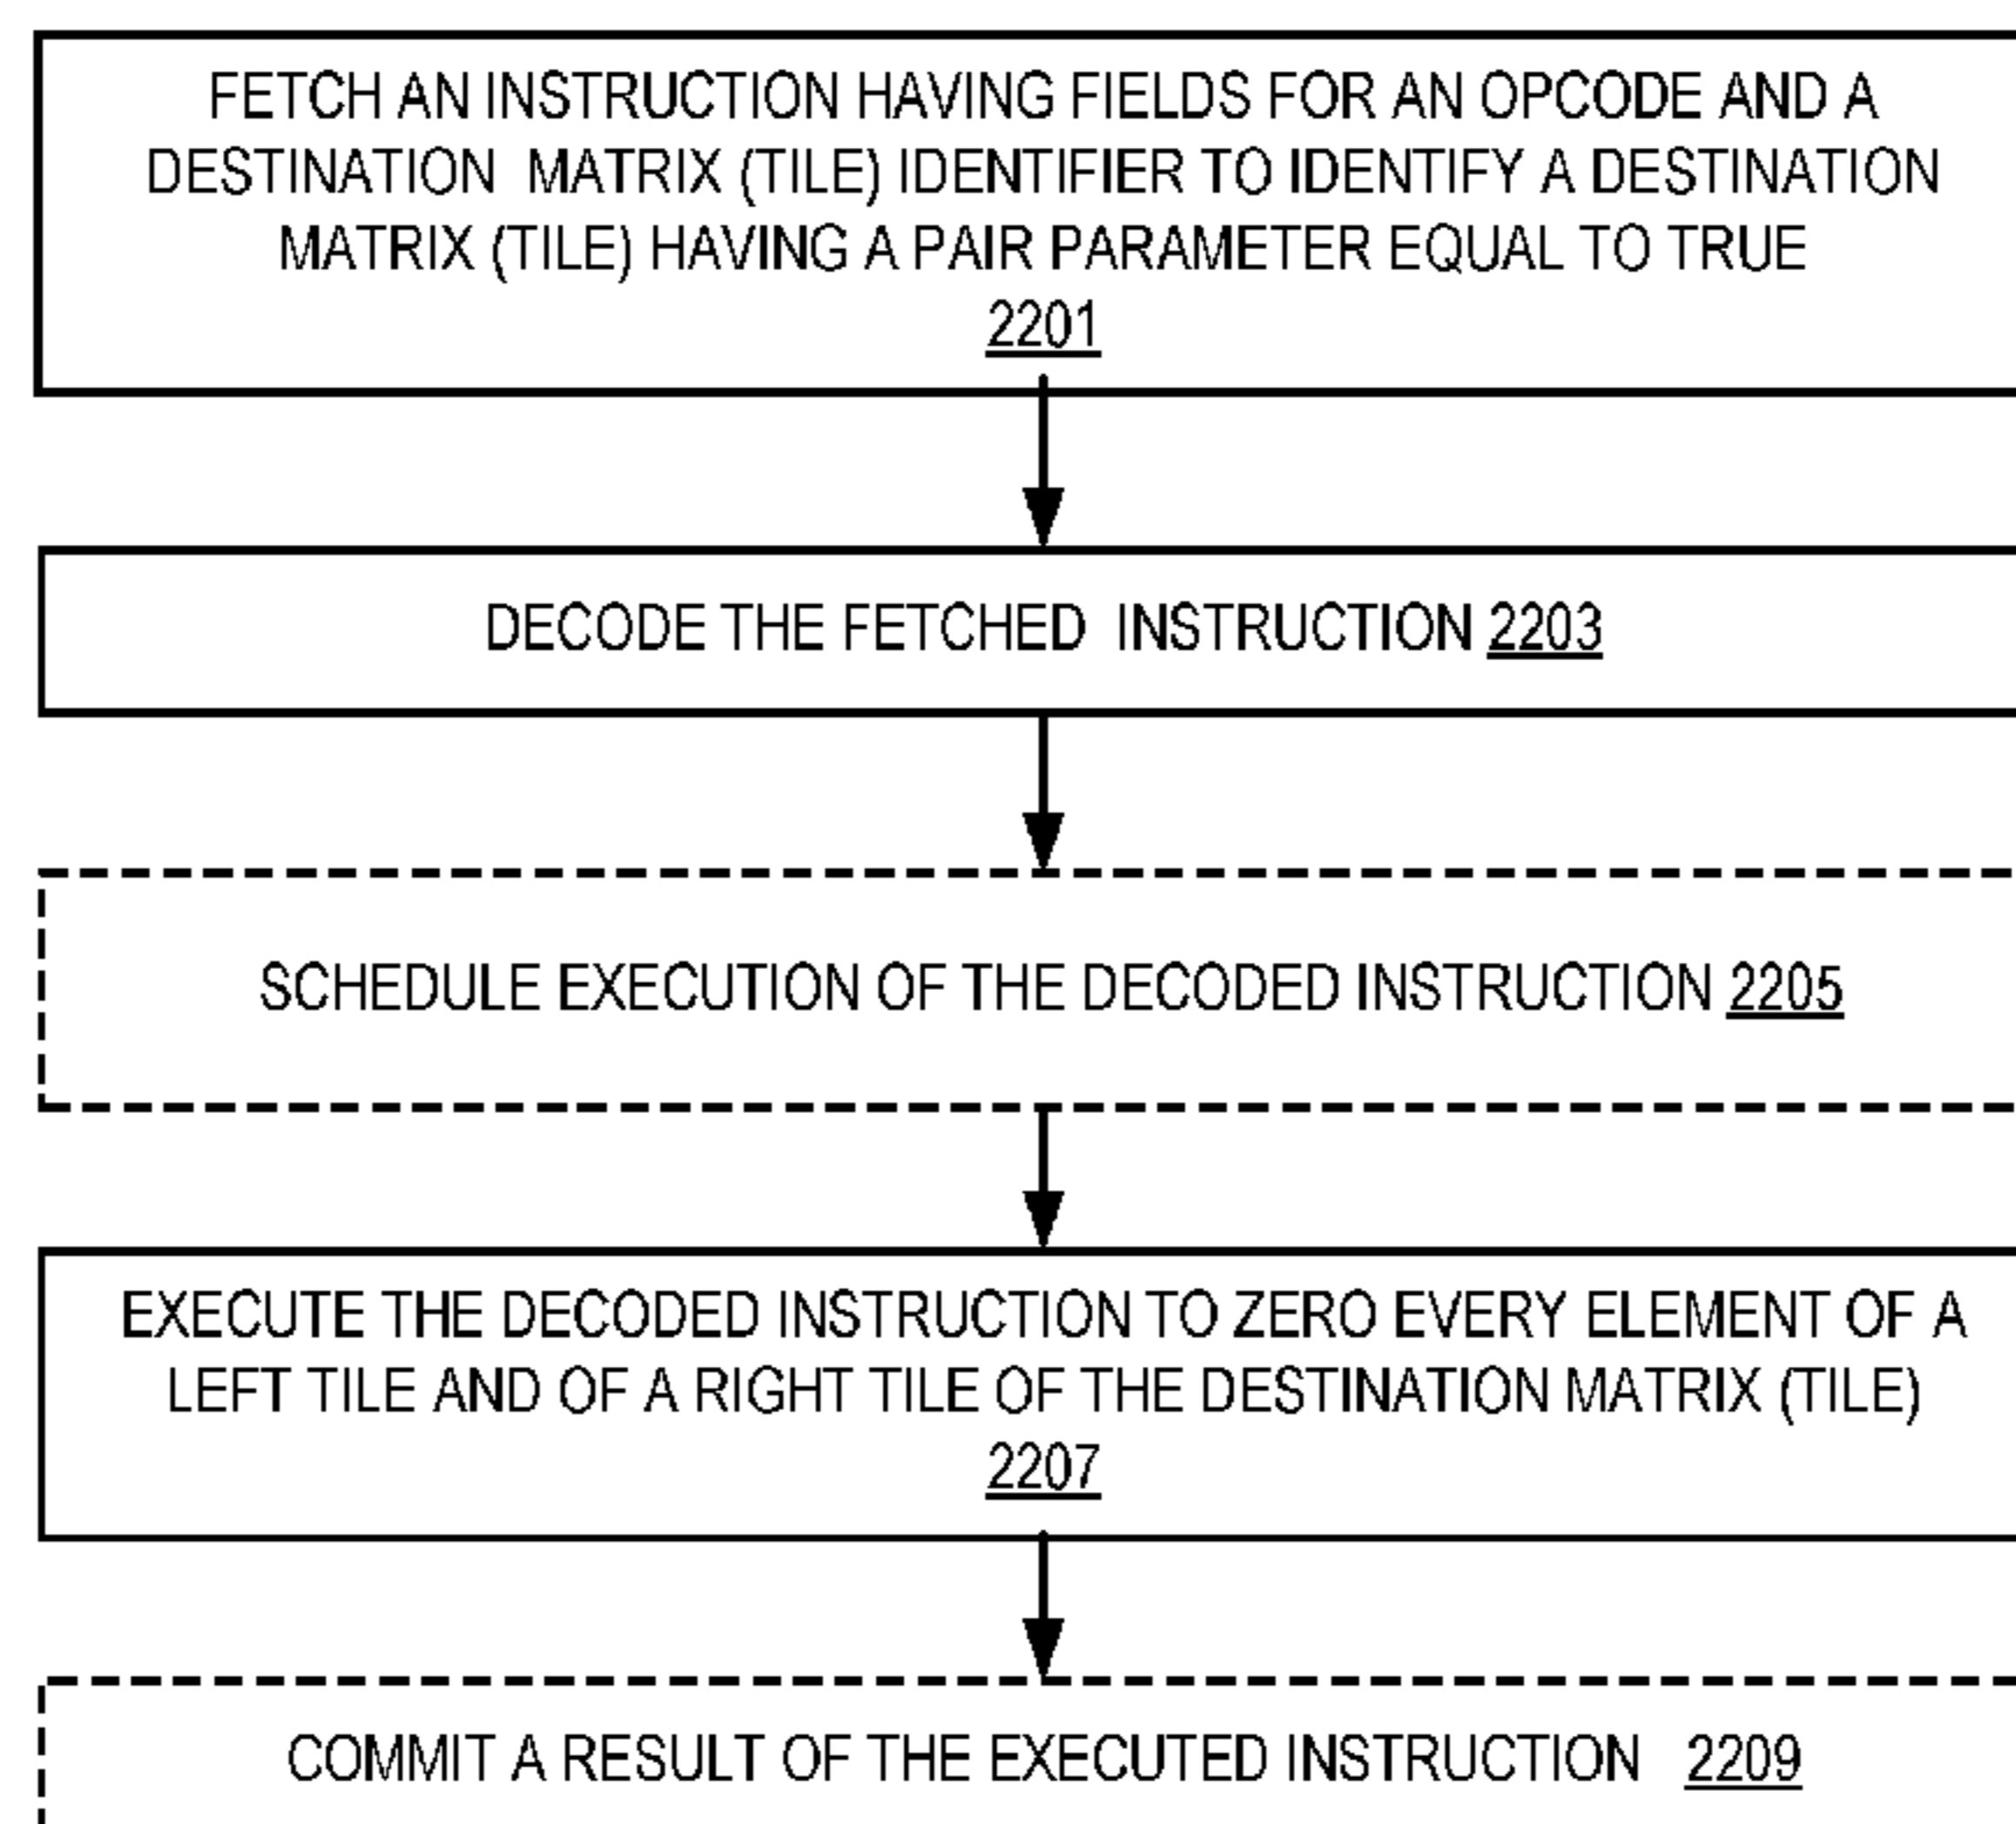 FETCH AN INSTRUCTION HAVING FIELDS FOR AN OPCODE AND A
DESTINATION MATRIX (TILE) IDENTIFIER TO IDENTIFY A DESTINATION
MATRIX (TILE) HAVING A PAIR PARAMETER EQUAL TO TRUE
2201
DECODE THE FETCHED INSTRUCTION 2203
SCHEDULE EXECUTION OF THE DECODED INSTRUCTION 2205
EXECUTE THE DECODED INSTRUCTION TO ZERO EVERY ELEMENT OF A
LEFT TILE AND OF A RIGHT TILE OF THE DESTINATION MATRIX (TILE)
2207
COMMIT A RESULT OF THE EXECUTED INSTRUCTION 2209